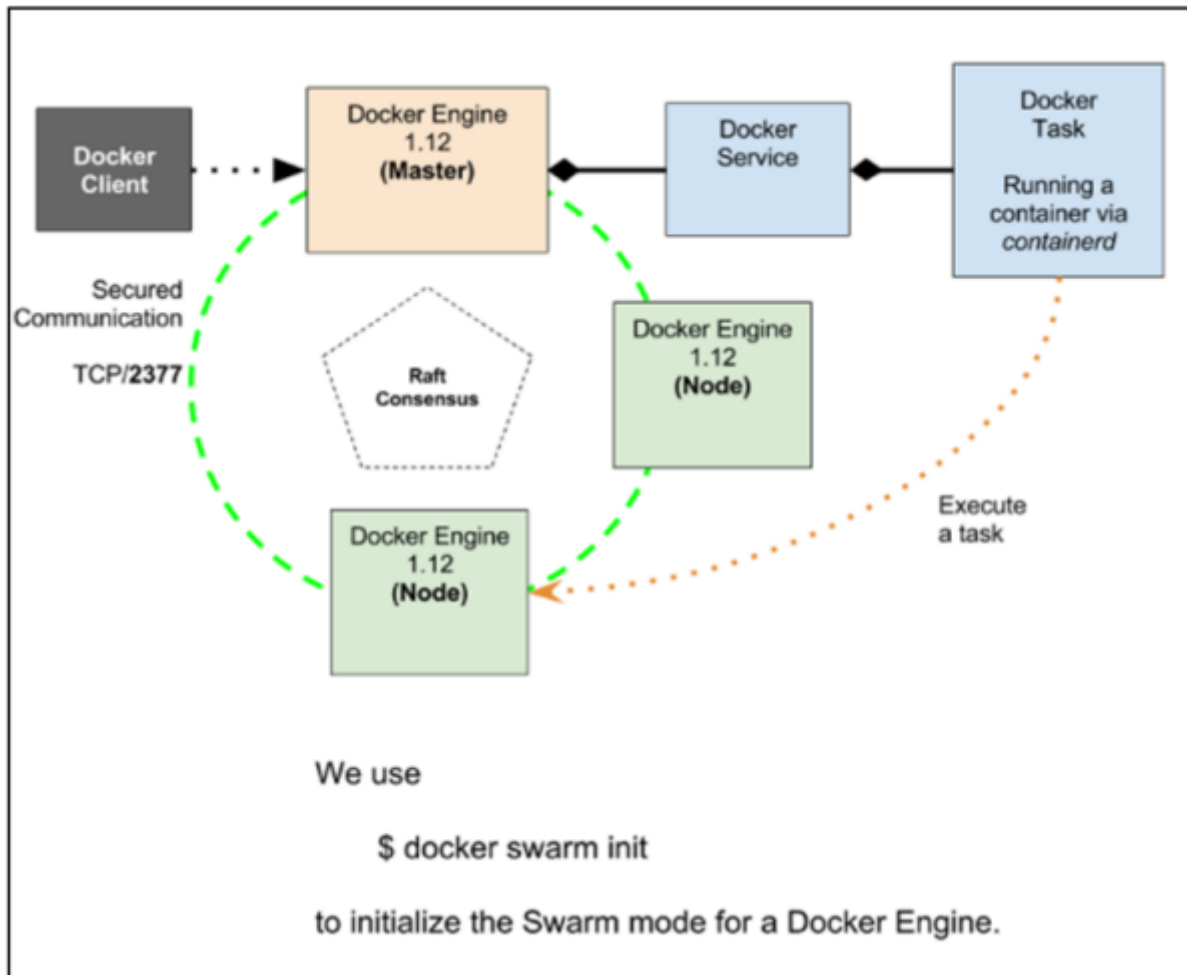 Docker
Client
Docker Engine
1.12
(Master)
Docker
Service
Docker
Task
Running a
container via
containerd
Secured
Communication
TCP/2377
Raft
Consensus
Docker Engine
1.12
(Node)
Docker Engine
1.12
(Node)
Execute
a task
We use
$ docker swarm init
to initialize the Swarm mode for a Docker Engine.